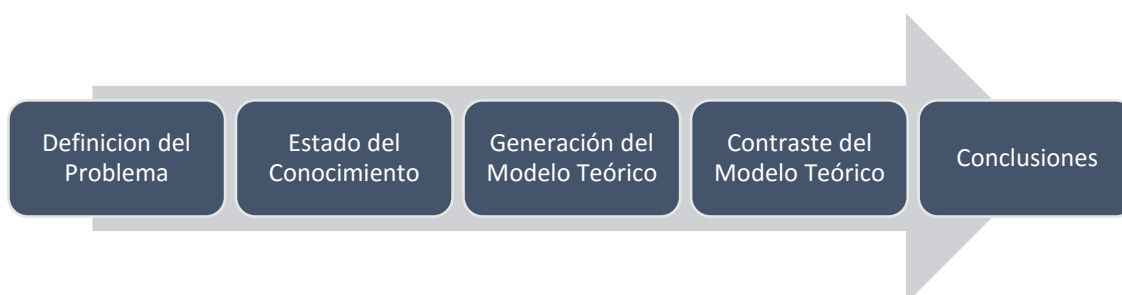 Definicion del
Problema
Estado del
Conocimiento
Generación del
Modelo Teórico
Contraste del
Modelo Teórico
Conclusiones